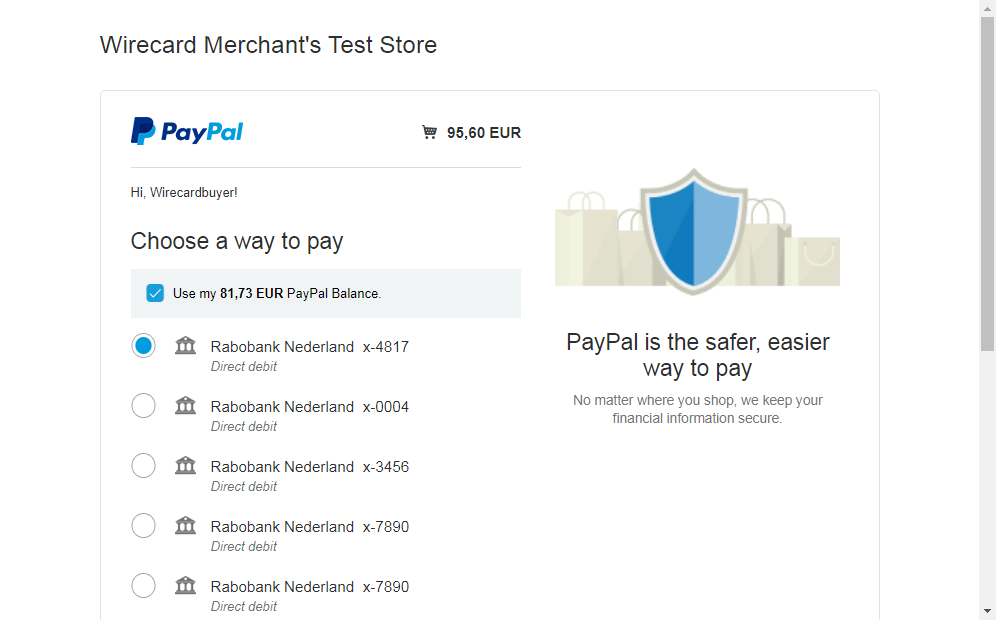 Wirecard Merchant's Test Store
PayPal
95,60 EUR
Hi, Wirecardbuyer!
Choose a way to pay
Use my 81,73 EUR PayPal Balance.
Rabobank Nederland x-4817
Direct debit
Rabobank Nederland x-0004
Direct debit
Rabobank Nederland x-3456
Direct debit
Rabobank Nederland x-7890
Direct debit
Rabobank Nederland x-7890
Direct debit
PayPal is the safer, easier
way to pay
No matter where you shop, we keep your
financial information secure.